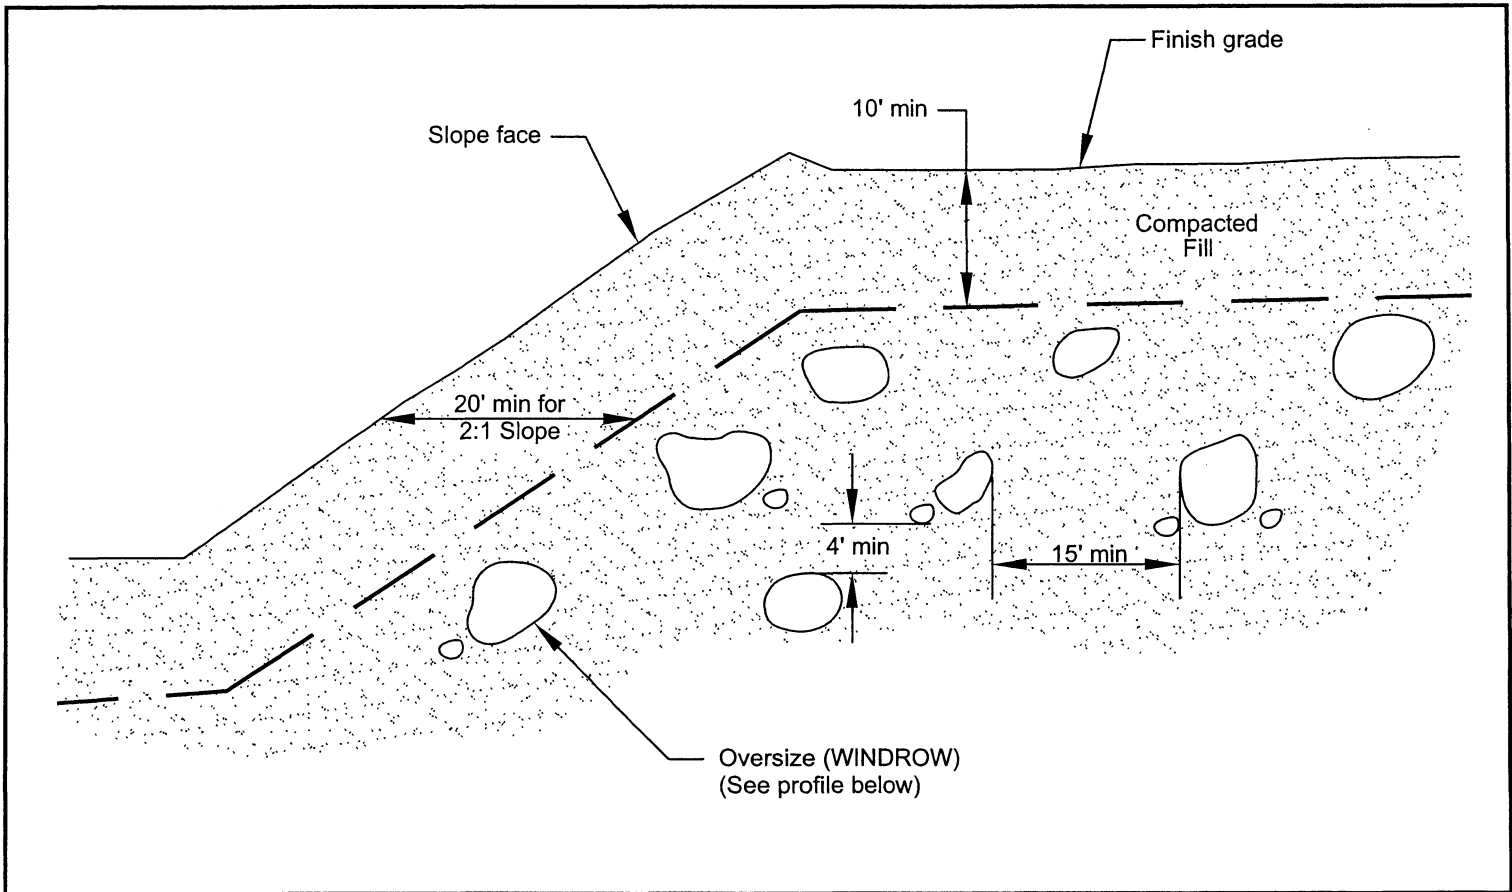 Finish grade
10' min
Slope face
Compacted
Fill
20' min for
2:1 Slope
4' min
15' min
Oversize (WINDROW)
(See profile below)